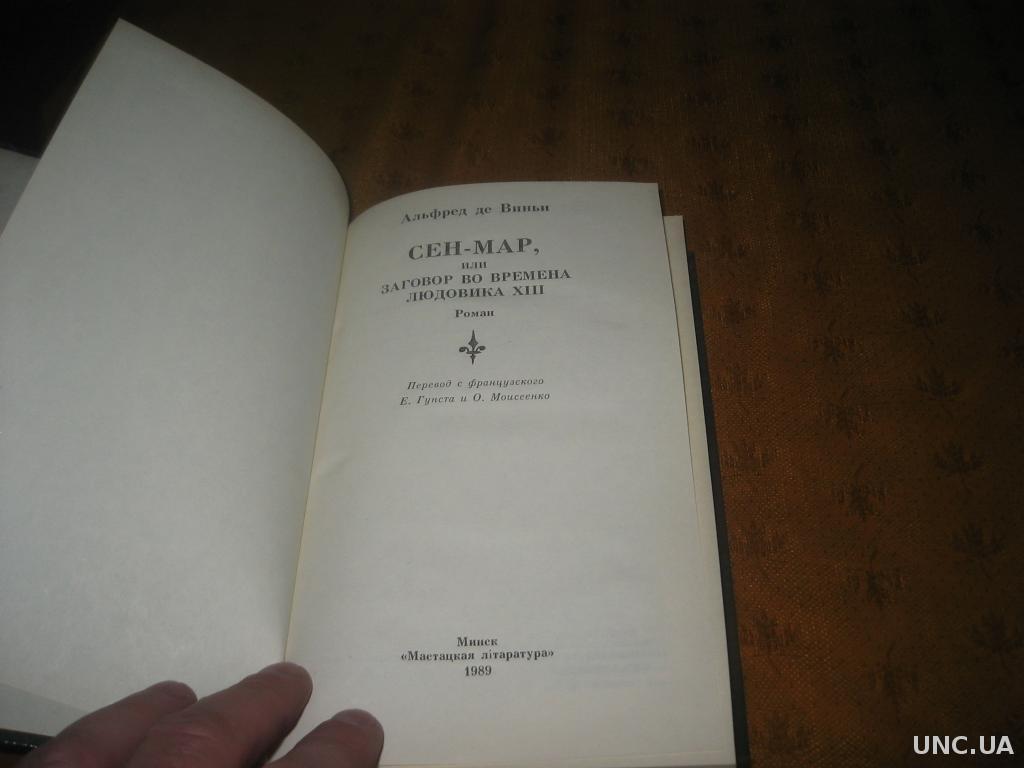 Альфред де Виньи
СЕН-МАР,
или
ЗАГОВОР ВО ВРЕМЕНА
ЛЮДОВИКА XIII
Роман
Перевод с французского
Е. Гунста и О. Моисеенко
Минск
«Мастацкая літаратура»
1989
UNC.UA